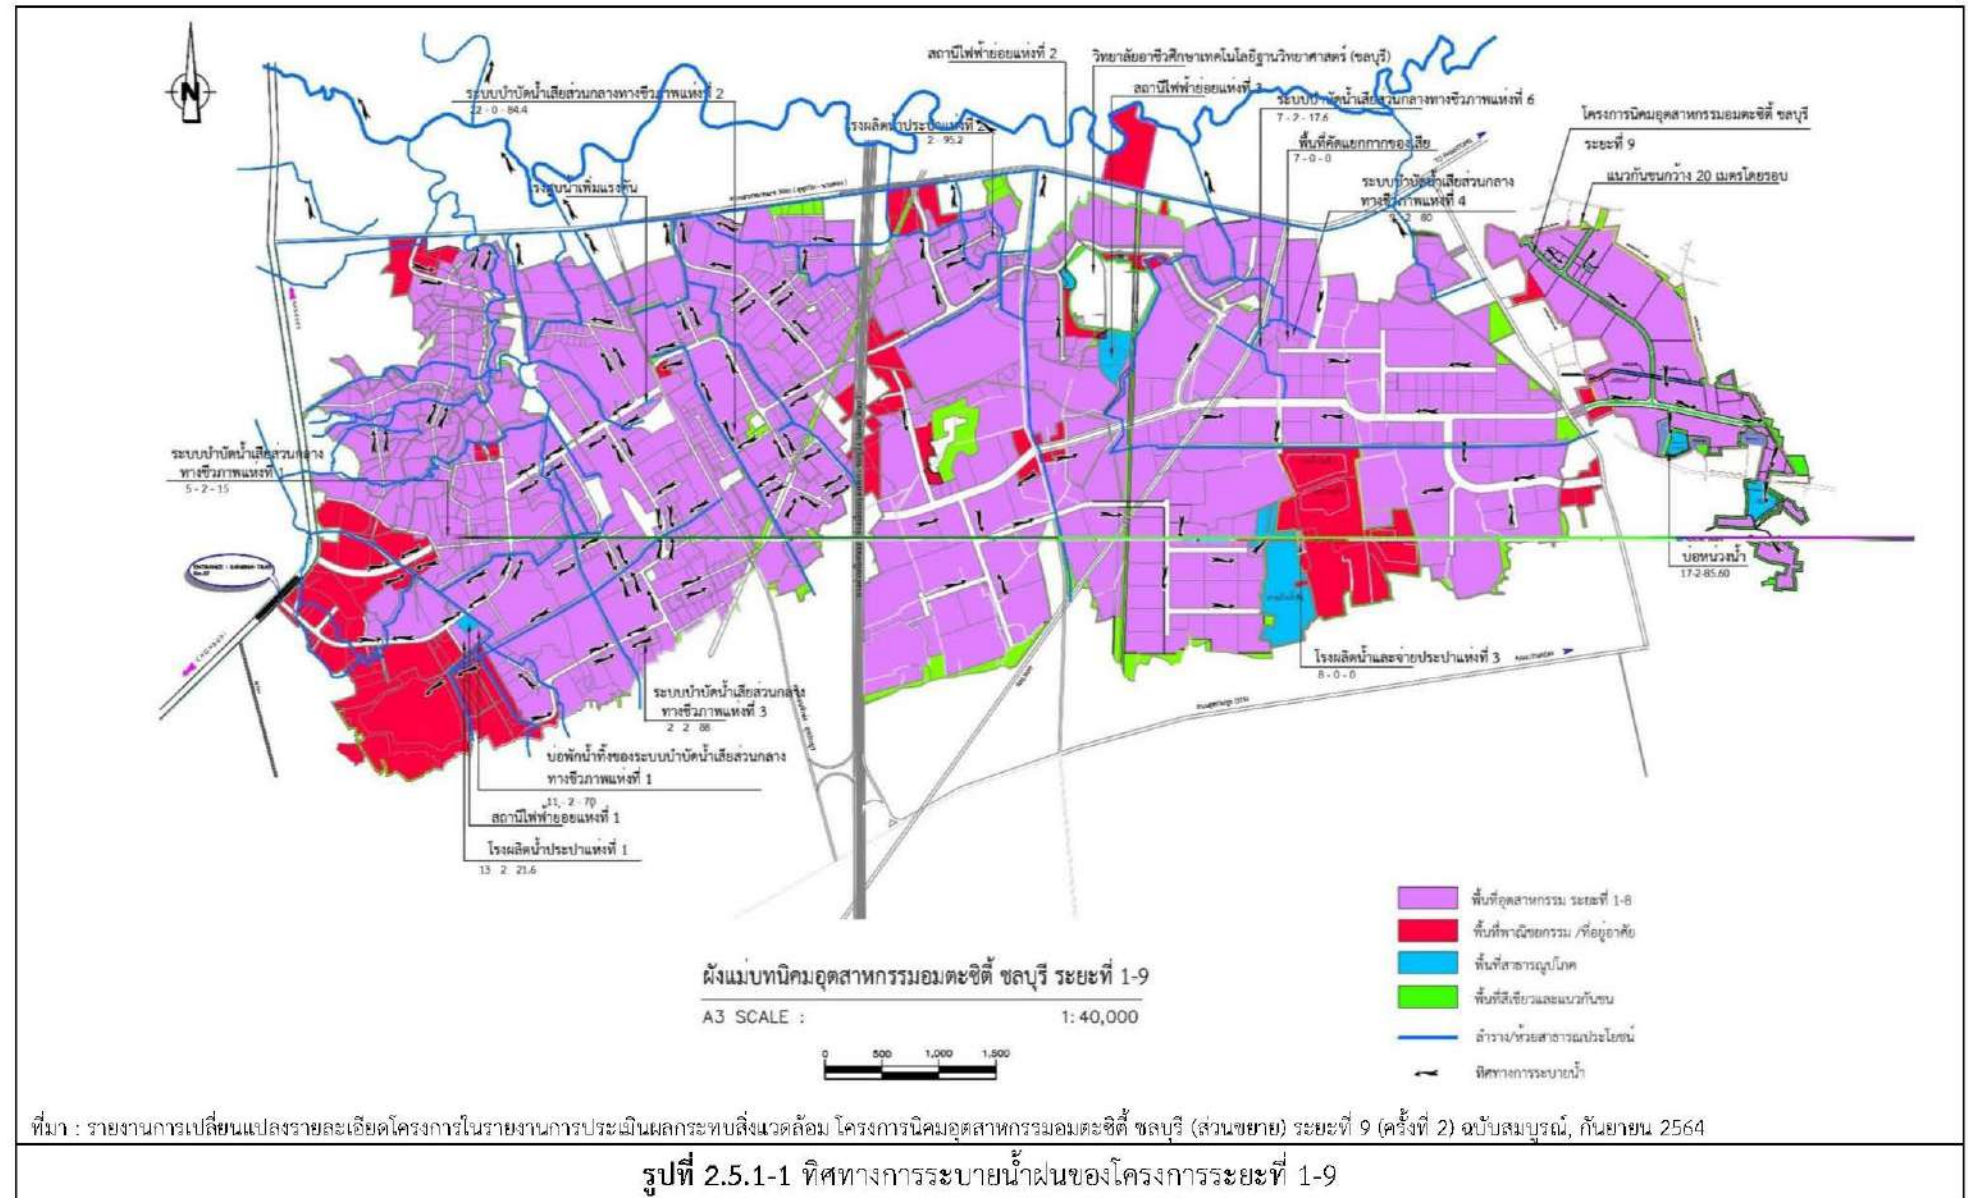 N
สถานีไฟฟ้าย่อยแห่งที่ 2
วิทยาลัยอาชีวศึกษาเทคโนโลยีฐานวิทยาศาสตร์ (ชลบุรี)
สถานีไฟฟ้าย่อยแห่งที่ 3
ระบบบำบัดน้ำเสียส่วนกลางทางชีวภาพแห่งที่ 2
22 - 0 - 84.4
ระบบบำบัดน้ำเสียส่วนกลางทางชีวภาพแห่งที่ 6
7 - 2 - 17.6
โครงการนิคมอุตสาหกรรมอมตะซิตี้ ชลบุรี
ระยะที่ 9
โรงผลิตน้ำประปาแห่งที่ 2
2 - 95.2
พื้นที่คัดแยกกากของเสีย
7 - 0 - 0
แนวกันชนกว้าง 20 เมตรโดยรอบ
โรงสูบน้ำเพิ่มแรงดัน
ระบบบำบัดน้ำเสียส่วนกลาง
ทางชีวภาพแห่งที่ 4
ระบบบำบัดน้ำเสียส่วนกลาง
ทางชีวภาพแห่งที่ 1
5 - 2 - 15
บ่อหน่วงน้ำ
17-2-85.60
โรงผลิตน้ำและจ่ายประปาแห่งที่ 3
8 - 0 - 0
ระบบบำบัดน้ำเสียส่วนกลาง
ทางชีวภาพแห่งที่ 3
2 2 88
บ่อพักน้ำทิ้งของระบบบำบัดน้ำเสียส่วนกลาง
ทางชีวภาพแห่งที่ 1
11 - 2 - 70
สถานีไฟฟ้าย่อยแห่งที่ 1
โรงผลิตน้ำประปาแห่งที่ 1
13 2 21.6
พื้นที่อุตสาหกรรม ระยะที่ 1-8
พื้นที่พาณิชยกรรม /ที่อยู่อาศัย
พื้นที่สาธารณูปโภค
พื้นที่สีเขียวและแนวกันชน
ลำราง/ห้วยสาธารณประโยชน์
ทิศทางการระบายน้ำ
ผังแม่บทนิคมอุตสาหกรรมอมตะซิตี้ ชลบุรี ระยะที่ 1-9
A3 SCALE : 1:40,000
0 500 1,000 1,500
ที่มา : รายงานการเปลี่ยนแปลงรายละเอียดโครงการในรายงานการประเมินผลกระทบสิ่งแวดล้อม โครงการนิคมอุตสาหกรรมอมตะซิตี้ ชลบุรี (ส่วนขยาย) ระยะที่ 9 (ครั้งที่ 2) ฉบับสมบูรณ์, กันยายน 2564
รูปที่ 2.5.1-1 ทิศทางการระบายน้ำฝนของโครงการระยะที่ 1-9